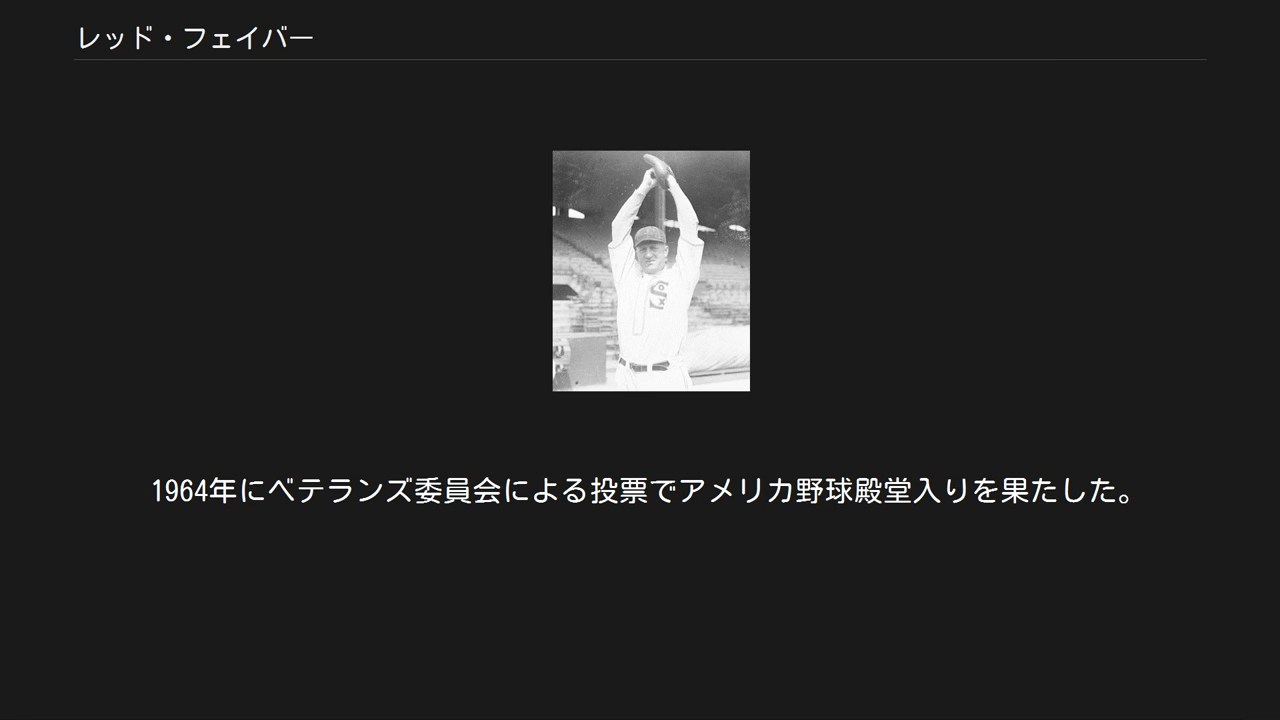 レッド・フェイバー
SOX
1964年にベテランズ委員会による投票でアメリカ野球殿堂入りを果たした。